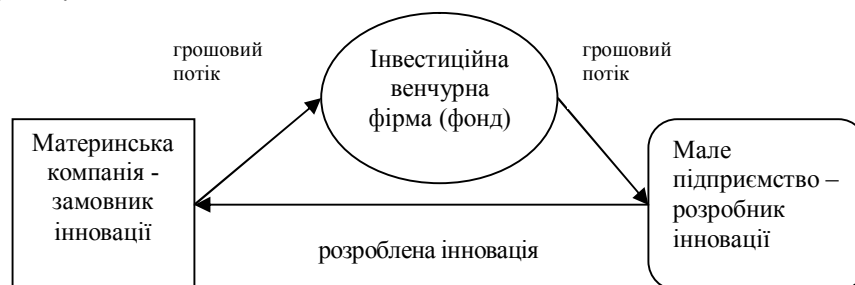 грошовий
потік
Інвестиційна
венчурна
фірма (фонд)
грошовий
потік
Материнська
компанія -
замовник
інновації
Мале
підприємство –
розробник
інновації
розроблена інновація